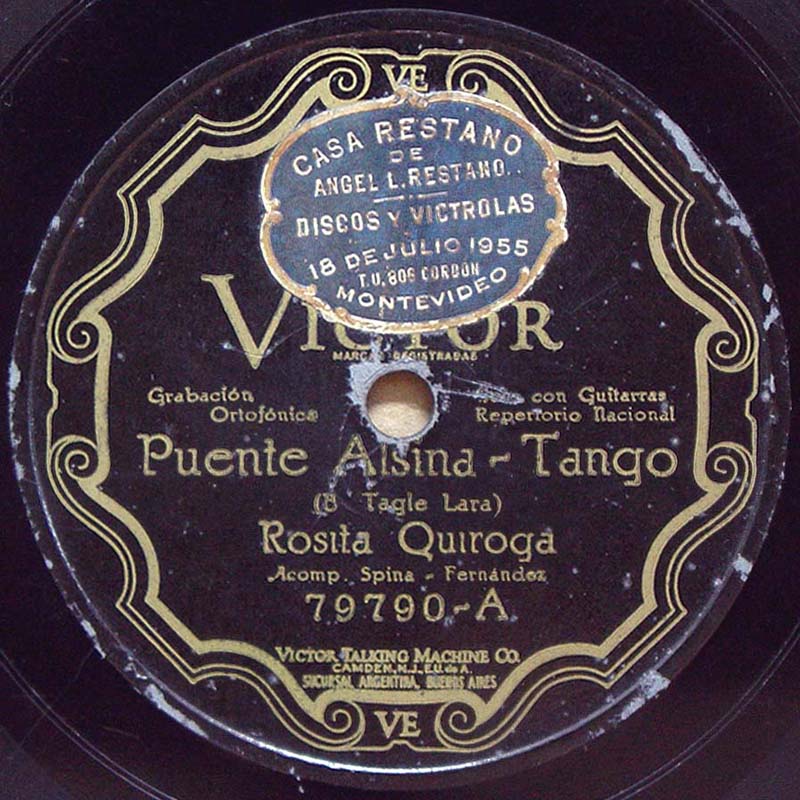 VE
CASA RESTANO
DE
ANGEL L. RESTANO..
DISCOS Y VICTROLAS
18 DE JULIO 1955
T.U. 806 CORDON
MONTEVIDEO
VICTOR
MARCAS REGISTRADAS
Grabación
Ortofónica
con Guitarras
Repertorio Nacional
Puente Alsina - Tango
(B Tagle Lara)
Rosita Quiroga
Acomp. Spina - Fernández
79790-A
VICTOR TALKING MACHINE CO.
CAMDEN, N.J., E.U. de A.
SUCURSAL ARGENTINA, BUENOS AIRES
VE